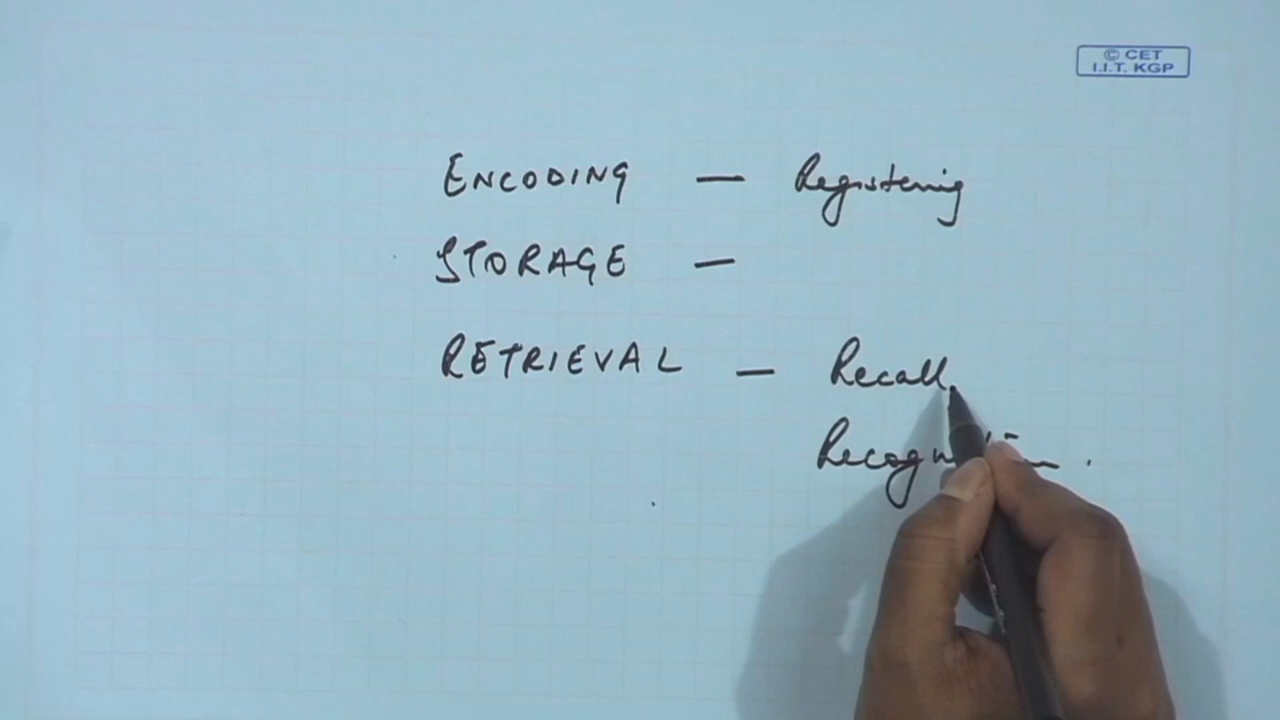 © CET
I.I.T. KGP
ENCODING — Registering
STORAGE —
RETRIEVAL — Recall